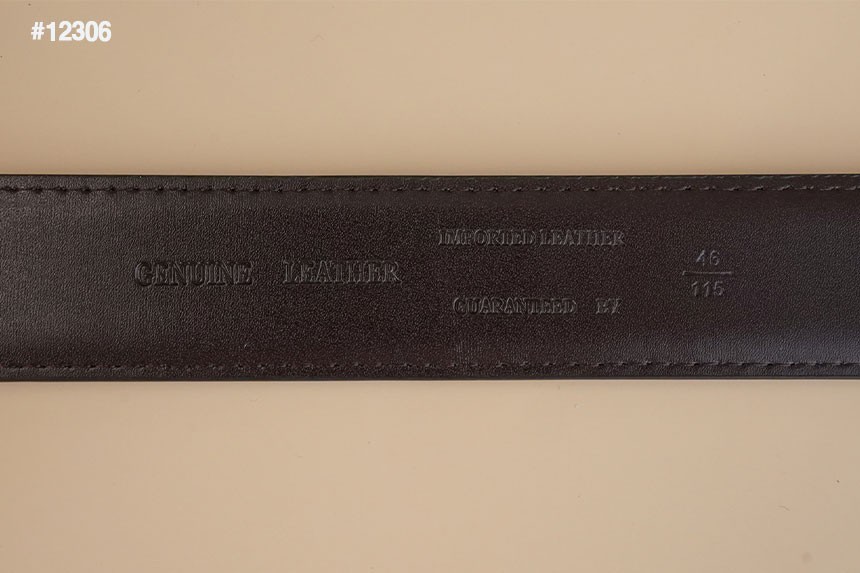 #12306
GENUINE LEATHER
IMPORTED LEATHER
GUARANTEED BY
46
115